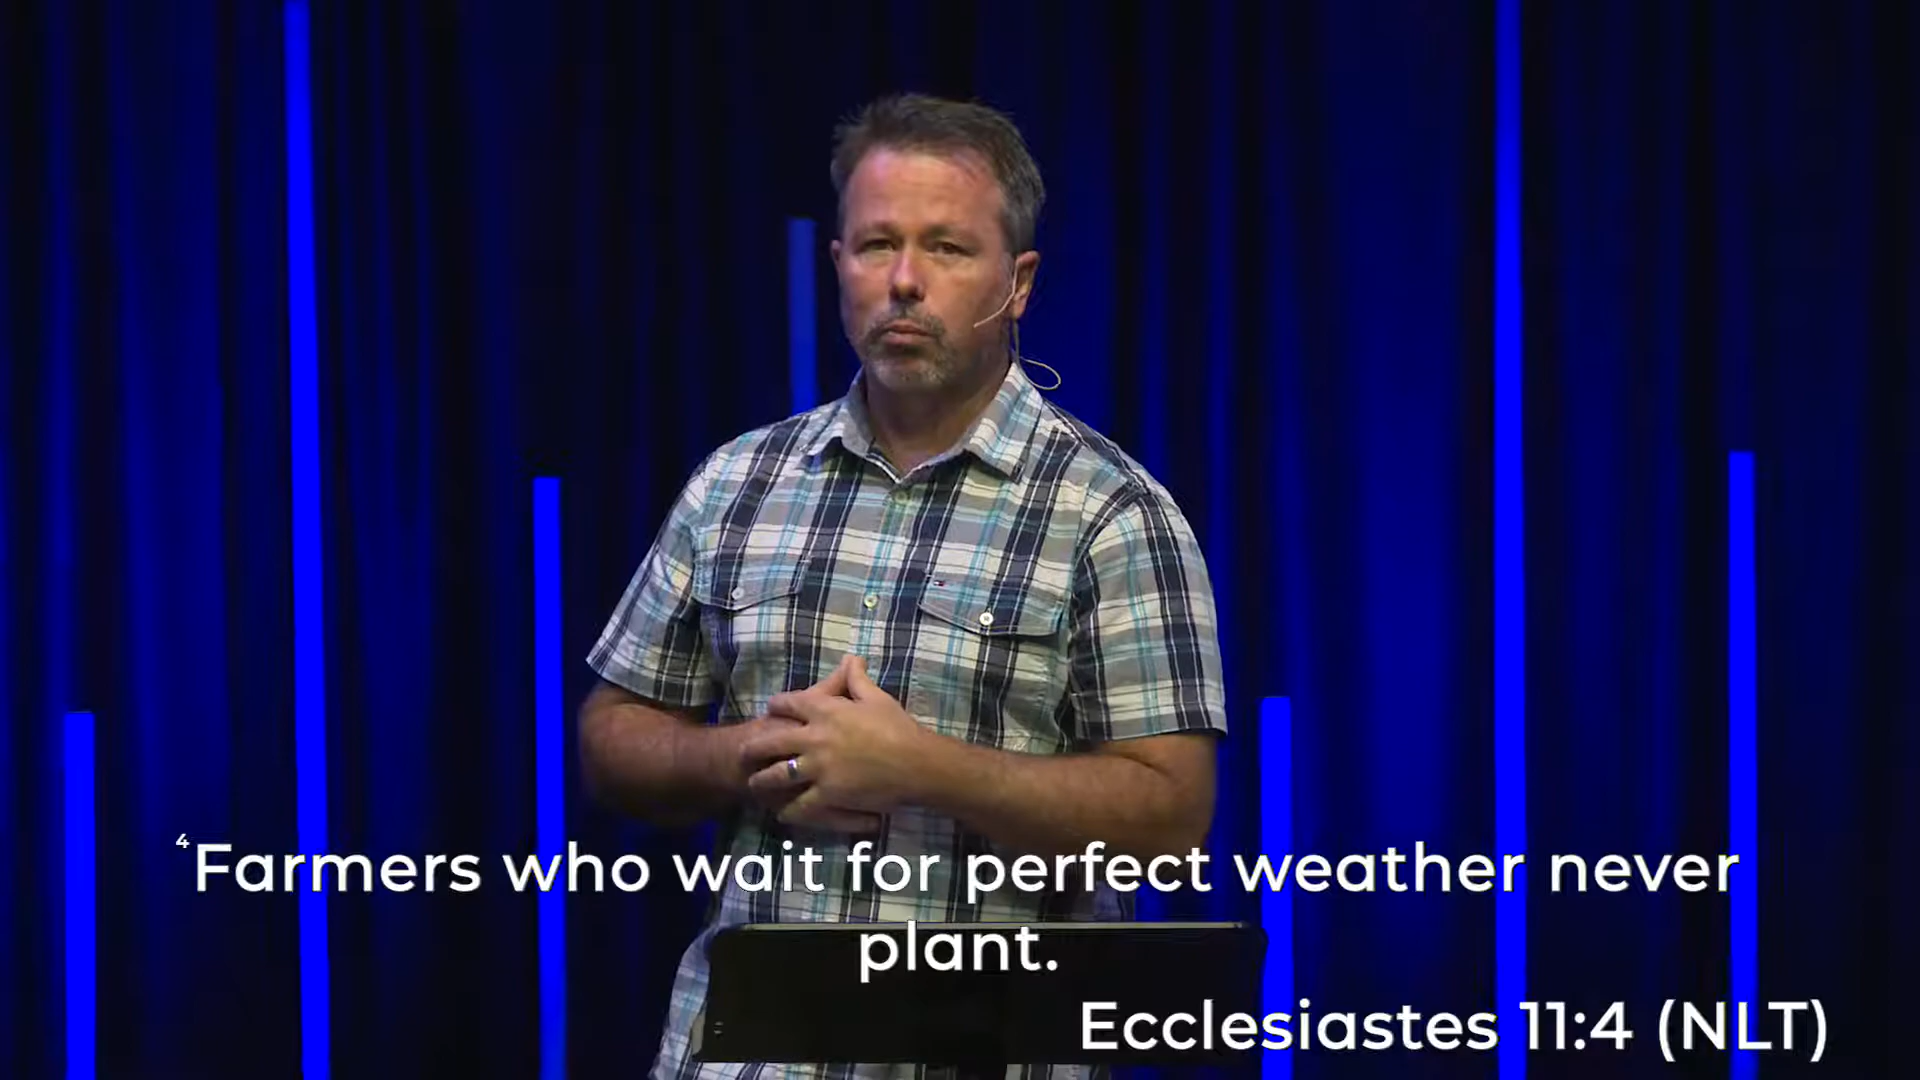 ⁴Farmers who wait for perfect weather never
plant.
Ecclesiastes 11:4 (NLT)